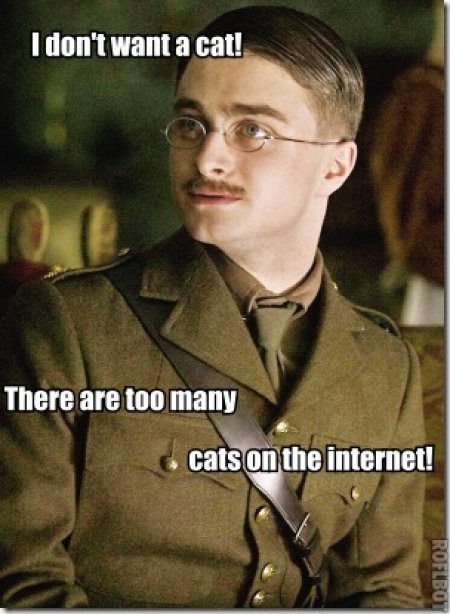 I don't want a cat!
There are too many
cats on the internet!
ROFLBOT